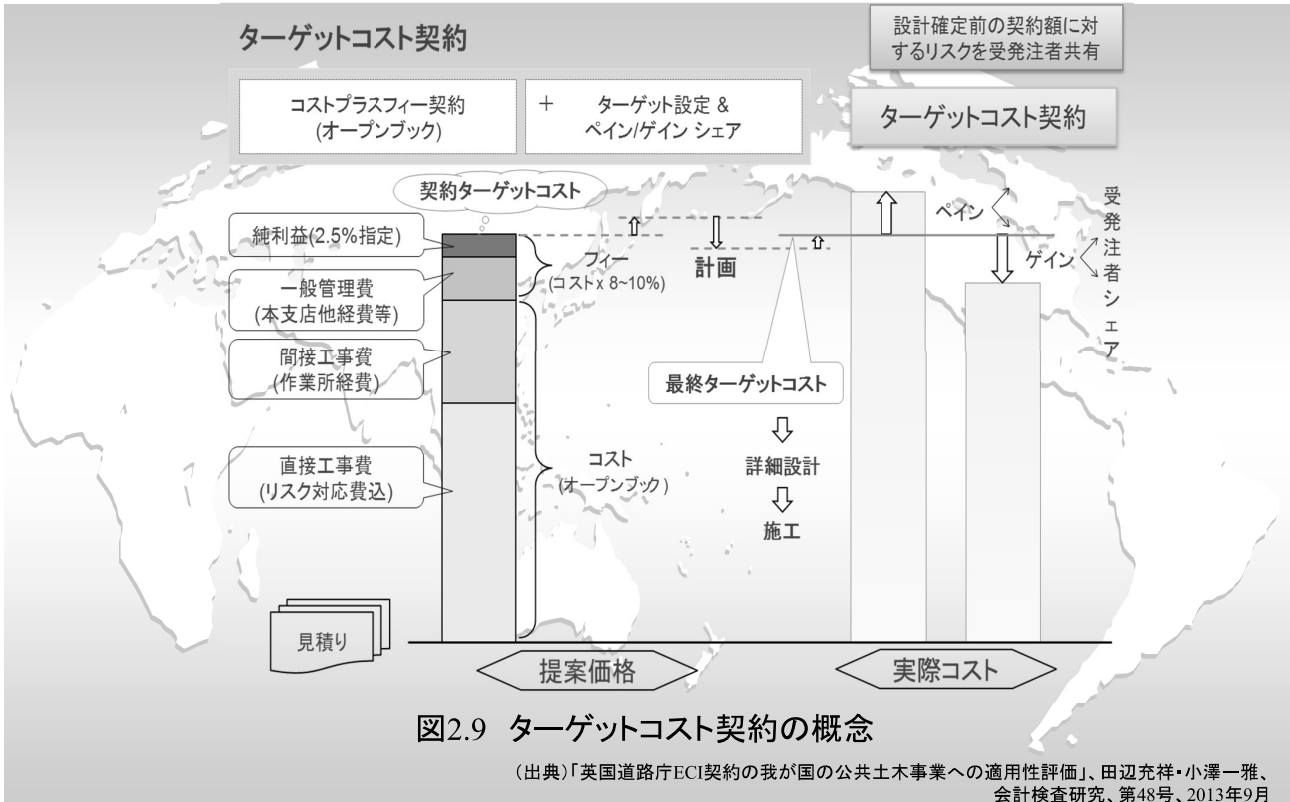 ターゲットコスト契約
設計確定前の契約額に対
するリスクを受発注者共有
コストプラスフィー契約
(オープンブック)
+ ターゲット設定 &
ペイン/ゲイン シェア
ターゲットコスト契約
契約ターゲットコスト
純利益(2.5%指定)
一般管理費
(本支店他経費等)
間接工事費
(作業所経費)
直接工事費
(リスク対応費込)
見積り
フィー
(コストx 8~10%)
コスト
(オープンブック)
計画
最終ターゲットコスト
詳細設計
施工
ペイン
ゲイン
受発注者シェア
提案価格
実際コスト
図2.9 ターゲットコスト契約の概念
(出典)「英国道路庁ECI契約の我が国の公共土木事業への適用性評価」、田辺充祥・小澤一雅、
会計検査研究、第48号、2013年9月